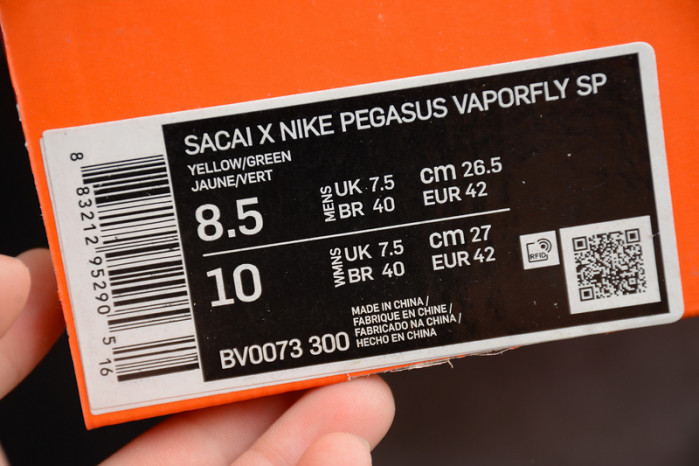 SACAI X NIKE PEGASUS VAPORFLY SP
YELLOW/GREEN
JAUNE/VERT
8.5
MENS
UK 7.5
BR 40
cm 26.5
EUR 42
10
WMNS
UK 7.5
BR 40
cm 27
EUR 42
RFID
BV0073 300
MADE IN CHINA/
FABRIQUE EN CHINE/
FABRICADO NA CHINA/
HECHO EN CHINA
8 83212 95290 5 16